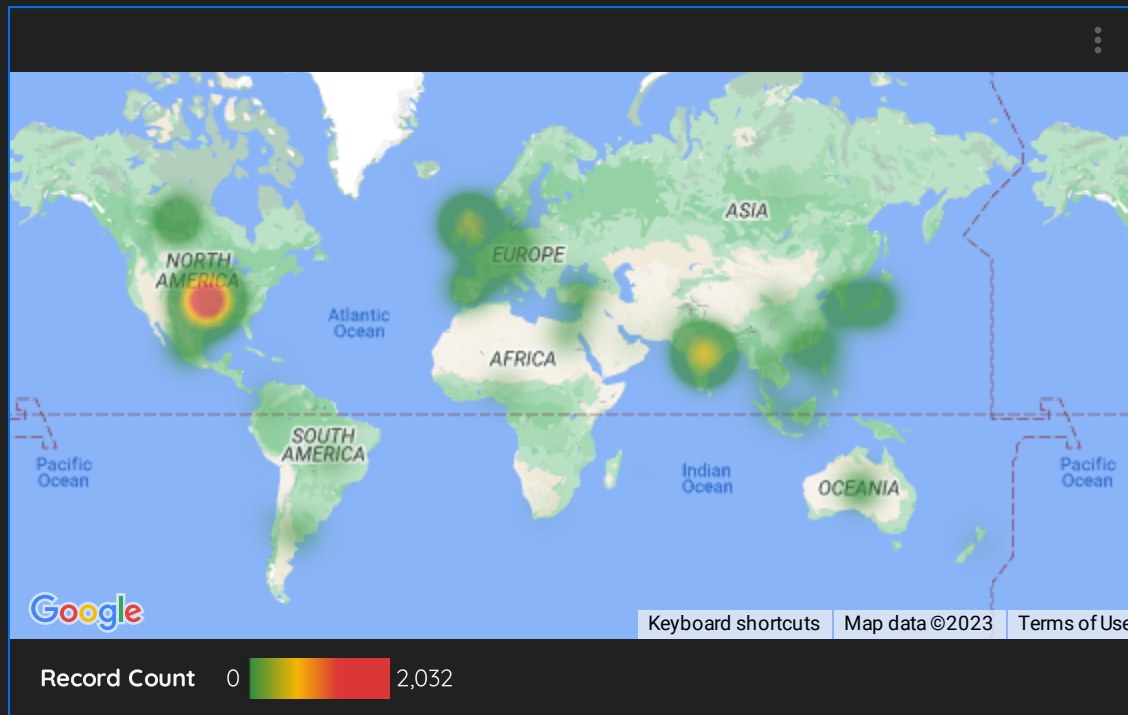 ASIA
EUROPE
NORTH
AMERICA
Atlantic
Ocean
AFRICA
SOUTH
AMERICA
Pacific
Ocean
Indian
Ocean
OCEANIA
Pacific
Ocean
Google
Keyboard shortcuts
Map data ©2023
Terms of Use
Record Count 0 2,032